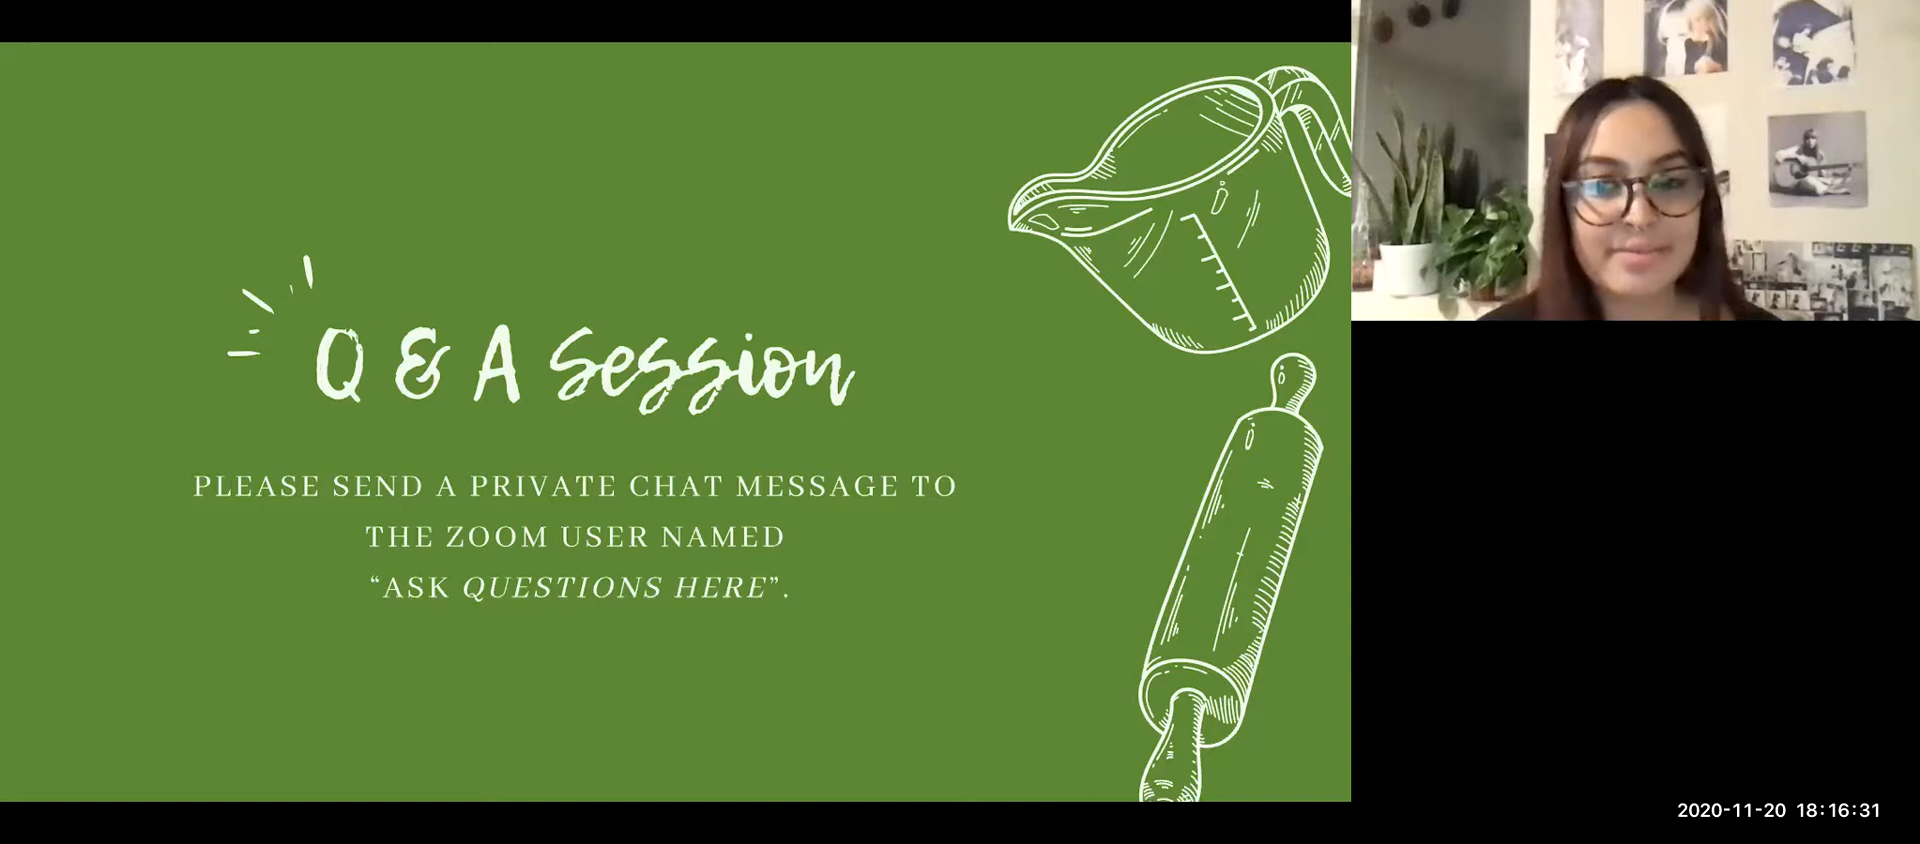 Q & A Session
PLEASE SEND A PRIVATE CHAT MESSAGE TO
THE ZOOM USER NAMED
“ASK QUESTIONS HERE”.
2020-11-20 18:16:31